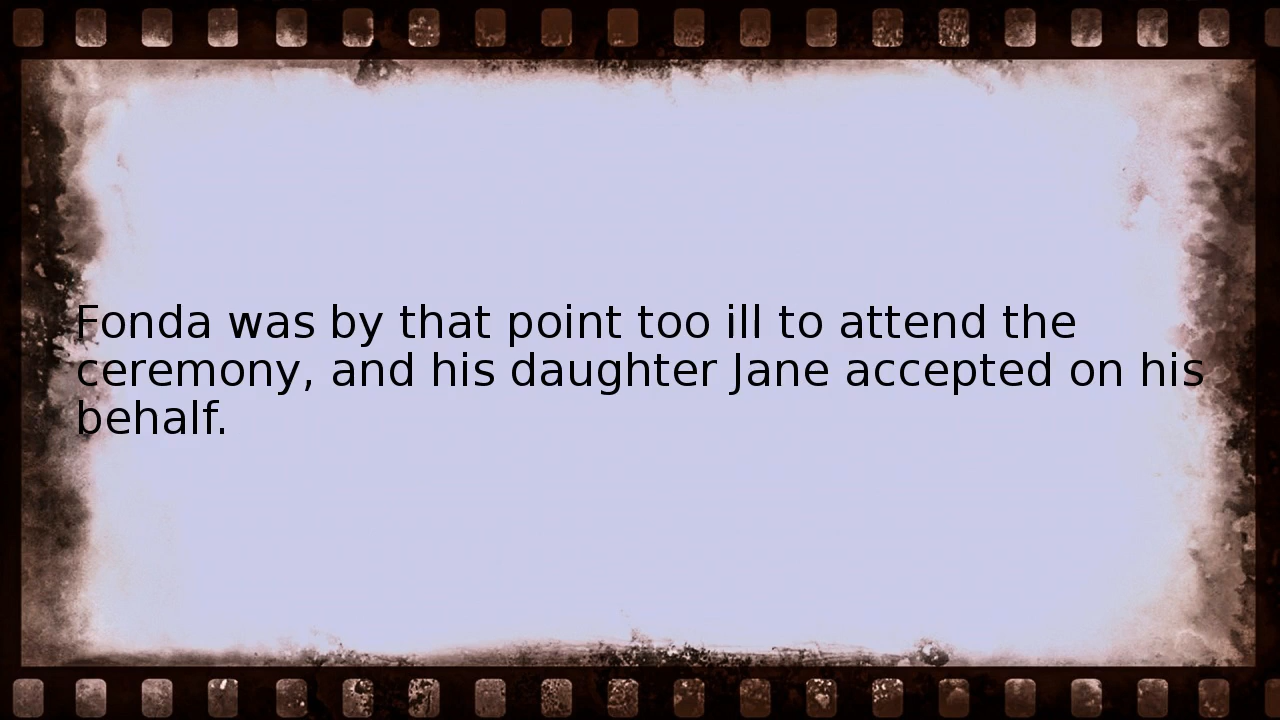 Fonda was by that point too ill to attend the
ceremony, and his daughter Jane accepted on his
behalf.